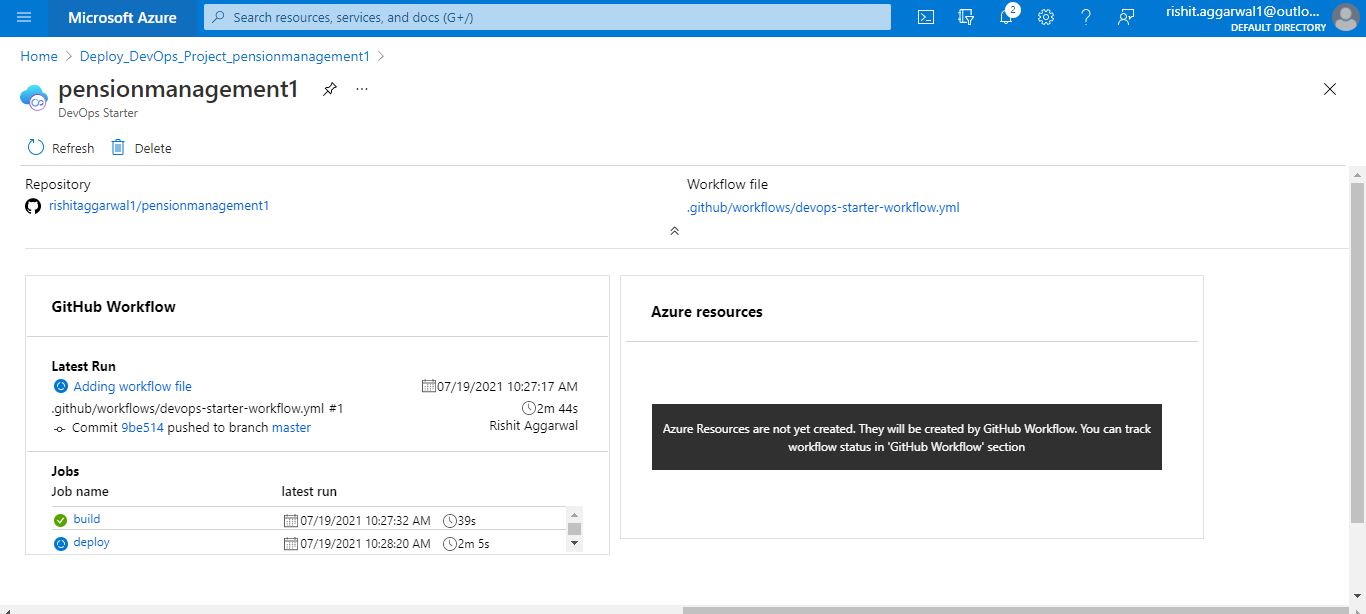 Microsoft Azure
Search resources, services, and docs (G+/)
2
rishit.aggarwal1@outlo...
DEFAULT DIRECTORY
Home > Deploy_DevOps_Project_pensionmanagement1 >
pensionmanagement1 ...
DevOps Starter
Refresh Delete
Repository
rishitaggarwal1/pensionmanagement1
Workflow file
.github/workflows/devops-starter-workflow.yml
GitHub Workflow
Latest Run
Adding workflow file 07/19/2021 10:27:17 AM
.github/workflows/devops-starter-workflow.yml #1 2m 44s
Commit 9be514 pushed to branch master Rishit Aggarwal
Jobs
Job name latest run
build 07/19/2021 10:27:32 AM 39s
deploy 07/19/2021 10:28:20 AM 2m 5s
Azure resources
Azure Resources are not yet created. They will be created by GitHub Workflow. You can track
workflow status in 'GitHub Workflow' section